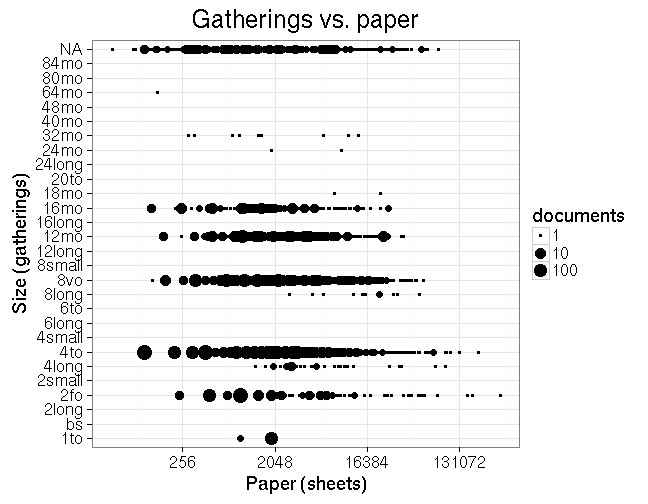 Gatherings vs. paper
NA
84mo
80mo
64mo
48mo
40mo
32mo
24mo
24long
20to
18mo
16mo
16long
12mo
12long
8small
8vo
8long
6to
6long
4small
4to
4long
2small
2fo
2long
bs
1to
Size (gatherings)
256
2048
16384
131072
Paper (sheets)
documents
1
10
100